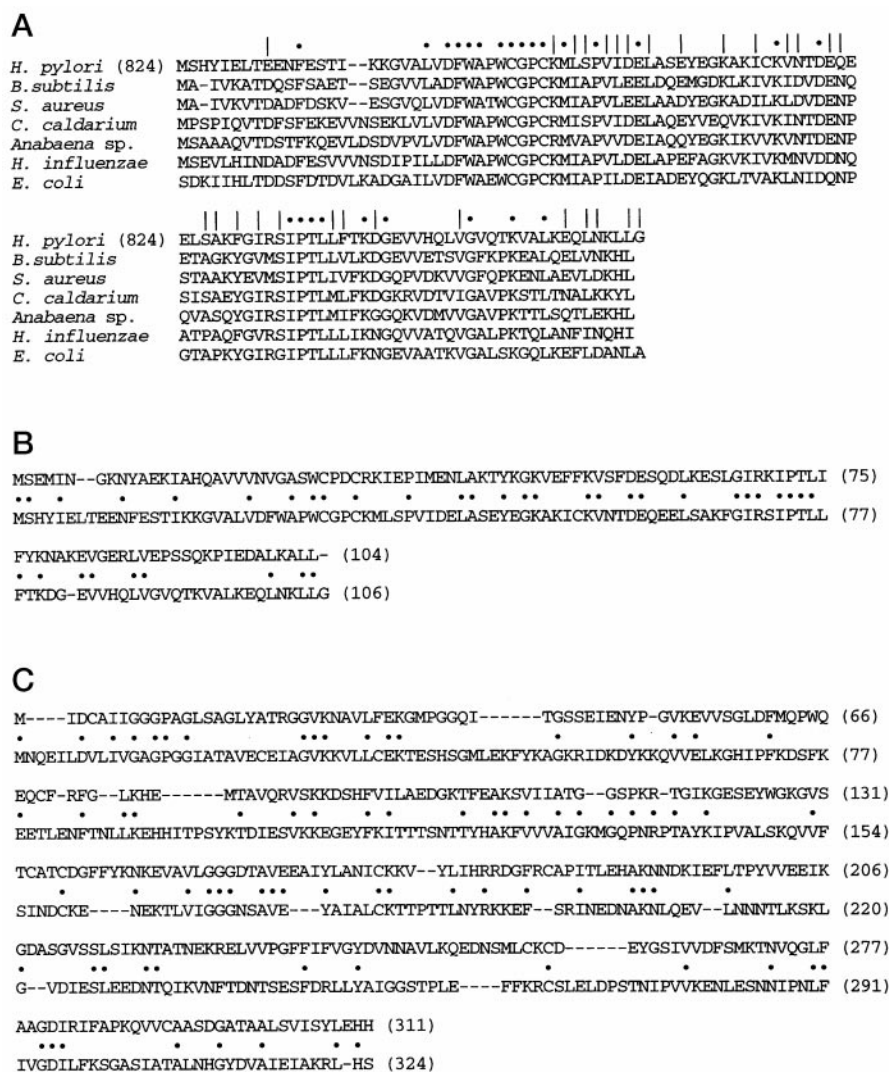 A
H. pylori (824) MSHYIELTEENFESTI--KKGVALVDFWAPWCGPCKMLSPVIDELASEYEGKAKICKVNTDEQE
B.subtilis MA-IVKATDQSFSAET--SEGVVLADFWAPWCGPCKMIAPVLEELDQEMGDKLKIVKIDVDENQ
S. aureus MA-IVKVTDADFDSKV--ESGVQLVDFWATWCGPCKMIAPVLEELAADYEGKADILKLDVDENP
C. caldarium MPSPIQVTDFSFEKEVVNSEKLVLVDFWAPWCGPCRMIAPVIDELAQEYVEQVKIVKINTDENP
Anabaena sp. MSAAAQVTDSTFKQEVLDSDVPVLVDFWAPWCGPCRMVAPVVDEIAQQYEGKIKVVKVNTDENP
H. influenzae MSEVLHINDADFESVVVNSDIPILLDFWAPWCGPCKMIAPVLDELAPEFAGKVKIVKMNVDDNQ
E. coli SDKIIHLTDDSFDTDVLKADGAILVDFWAEWCGPCKMIAPILDEIADEYQGKLTVAKLNIDQNP
H. pylori (824) ELSAKFGIRSIPTLLFTKDGEVVHQLVGVQTKVALKEQLNKLLG
B.subtilis ETAGKYGVMSIPTLLVLKDGEVVETSVGFKPKEALQELVNKHL
S. aureus STAAKYEVMSIPTLIVFKDGQPVDKVVGFQPKENLAEVLDKHL
C. caldarium SISAEYGIRSIPTLMLFKDGKRVDTVIGAVPKSTLTNALKKYL
Anabaena sp. QVASQYGIRSIPTLMIFKGGQKVDMVVGAVPKTTLSQTLEKHL
H. influenzae ATPAQFGVRSIPTLLLIKNGQVVATQVGALPKTQLANFINQHI
E. coli GTAPKYGIRGIPTLLLFKNGEVAATKVGALSKGQLKEFLDANLA
B
MSEMIN--GKNYAEKIAHQAVVVNVGASWCPDCRKIEPIMENLAKTYKGKVEFFKVSFDESQDLKESLGIRKIPTLI (75)
MSHYIELTEENFESTIKKGVALVDFWAPWCGPCKMLSPVIDELASEYEGKAKICKVNTDEQEELSAKFGIRSIPTLL (77)
FYKNAKEVGERLVEPSSQKPIEDALKALL- (104)
FTKDG-EVVHQLVGVQTKVALKEQLNKLLG (106)
C
M----IDCAIIGGGPAGLSAGLYATRGGVKNAVLFEKGMPGGQI------TGSSEIENYP-GVKEVVSGLDFMQPWQ (66)
MNQEILDVLIVGAGPGGIATAVECEIAGVKKVLLCEKTESHSGMLEKFYKAGKRIDKDYKKQVVELKGHIPFKDSFK (77)
EQCF-RFG--LKHE------MTAVQRVSKKDSHFVILAEDGKTFEAKSVIIATG--GSPKR-TGIKGESEYWGKGVS (131)
EETLENFTNLLKEHHITPSYKTDIESVKKEGEYFKITTTSNTTYHAKFVVVAIGKMGQPNRPTAYKIPVALSKQVVF (154)
TCATCDGFFYKNKEVAVLGGGDTAVEEAIYLANICKKV--YLIHRRDGFRCAPITLEHAKNNDKIEFLTPYVVEEIK (206)
SINDCKE----NEKTLVIGGGNSAVE--YAIALCKTTPTTLNYRKKEF---SRINEDNAKNLQEV--LNNNTLKSKL (220)
GDASGVSSLSIKNTATNEKRELVVPGFFIFVGYDVNNAVLKQEDNSMLCKCD------EYGSIVVDFSMKTNVQGLF (277)
G--VDIESLEEDNTQIKVNFTDNTSESFDRLLYAIGGSTPLE----FFKRCSLELDPSTNIPVVKENLESNNIPNLF (291)
AAGDIRIFAPKQVVCAASDGATAALSVISYLEHH (311)
IVGDILFKSGASIATALNHGYDVAIEIAKRL-HS (324)